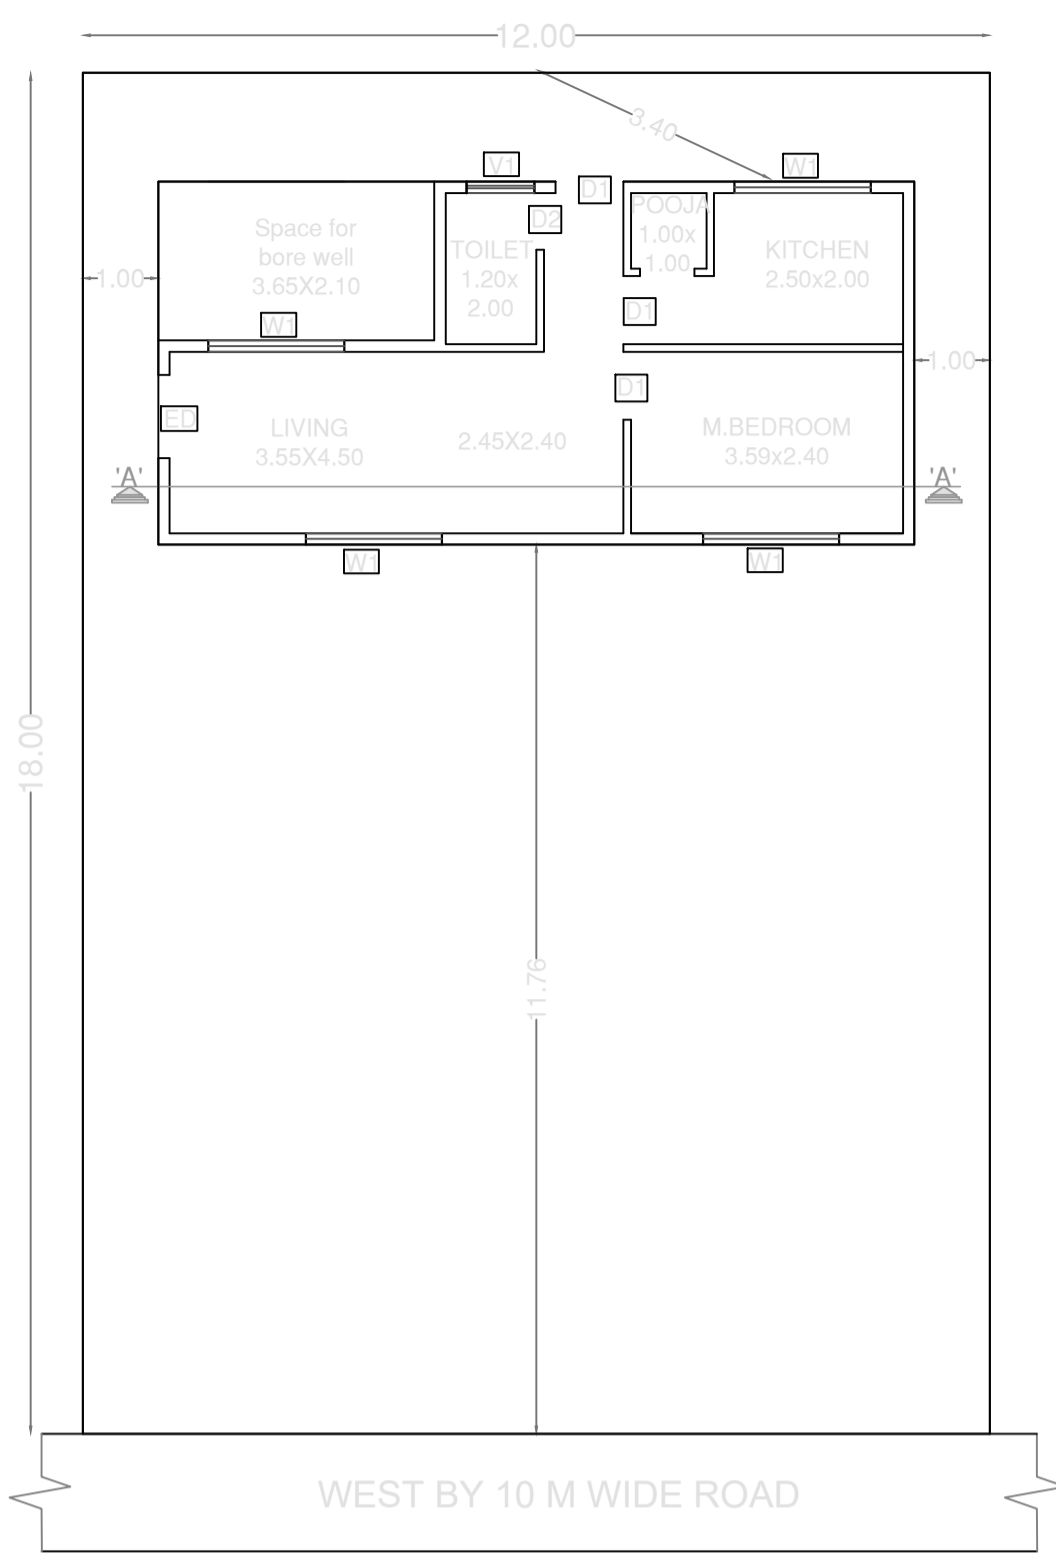 12.00
3.40
V1
W1
D1
D2
POOJA
1.00x
1.00
Space for
bore well
3.65X2.10
TOILET
1.20x
2.00
KITCHEN
2.50x2.00
1.00
W1
D1
1.00
D1
ED
LIVING
3.55X4.50
2.45X2.40
M.BEDROOM
3.59x2.40
'A'
'A'
W1
W1
18.00
11.76
WEST BY 10 M WIDE ROAD